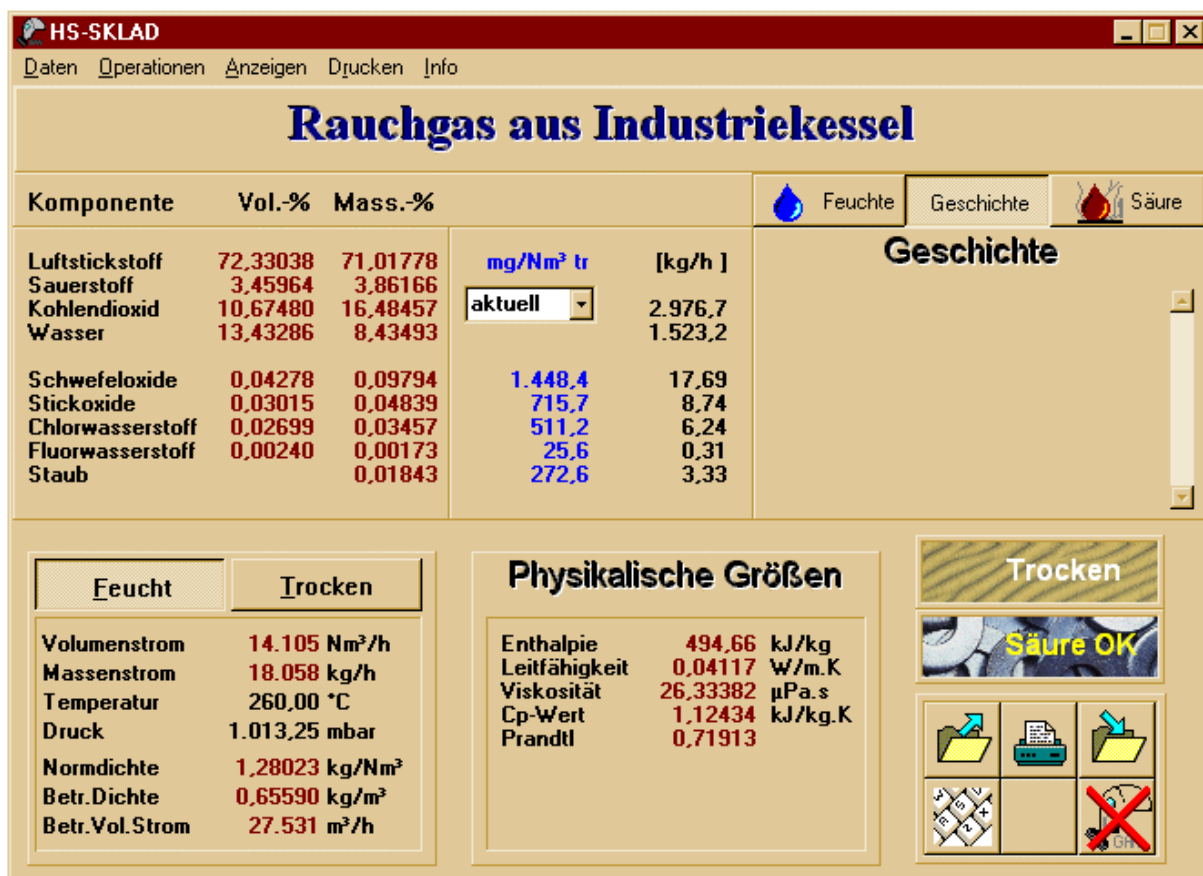 HS-SKLAD
Daten Operationen Anzeigen Drucken Info
Rauchgas aus Industriekessel
Komponente Vol.-% Mass.-%
Feuchte Geschichte Säure
Geschichte
Luftstickstoff 72,33038 71,01778 mg/Nm³ tr [kg/h ]
Sauerstoff 3,45964 3,86166
aktuell
Kohlendioxid 10,67480 16,48457 2.976,7
Wasser 13,43286 8,43493 1.523,2
Schwefeloxide 0,04278 0,09794 1.448,4 17,69
Stickoxide 0,03015 0,04839 715,7 8,74
Chlorwasserstoff 0,02699 0,03457 511,2 6,24
Fluorwasserstoff 0,00240 0,00173 25,6 0,31
Staub 0,01843 272,6 3,33
Feucht Trocken
Volumenstrom 14.105 Nm³/h
Massenstrom 18.058 kg/h
Temperatur 260,00 °C
Druck 1.013,25 mbar
Normdichte 1,28023 kg/Nm³
Betr.Dichte 0,65590 kg/m³
Betr.Vol.Strom 27.531 m³/h
Physikalische Größen
Enthalpie 494,66 kJ/kg
Leitfähigkeit 0,04117 W/m.K
Viskosität 26,33382 µPa.s
Cp-Wert 1,12434 kJ/kg.K
Prandtl 0,71913
Trocken
Säure OK